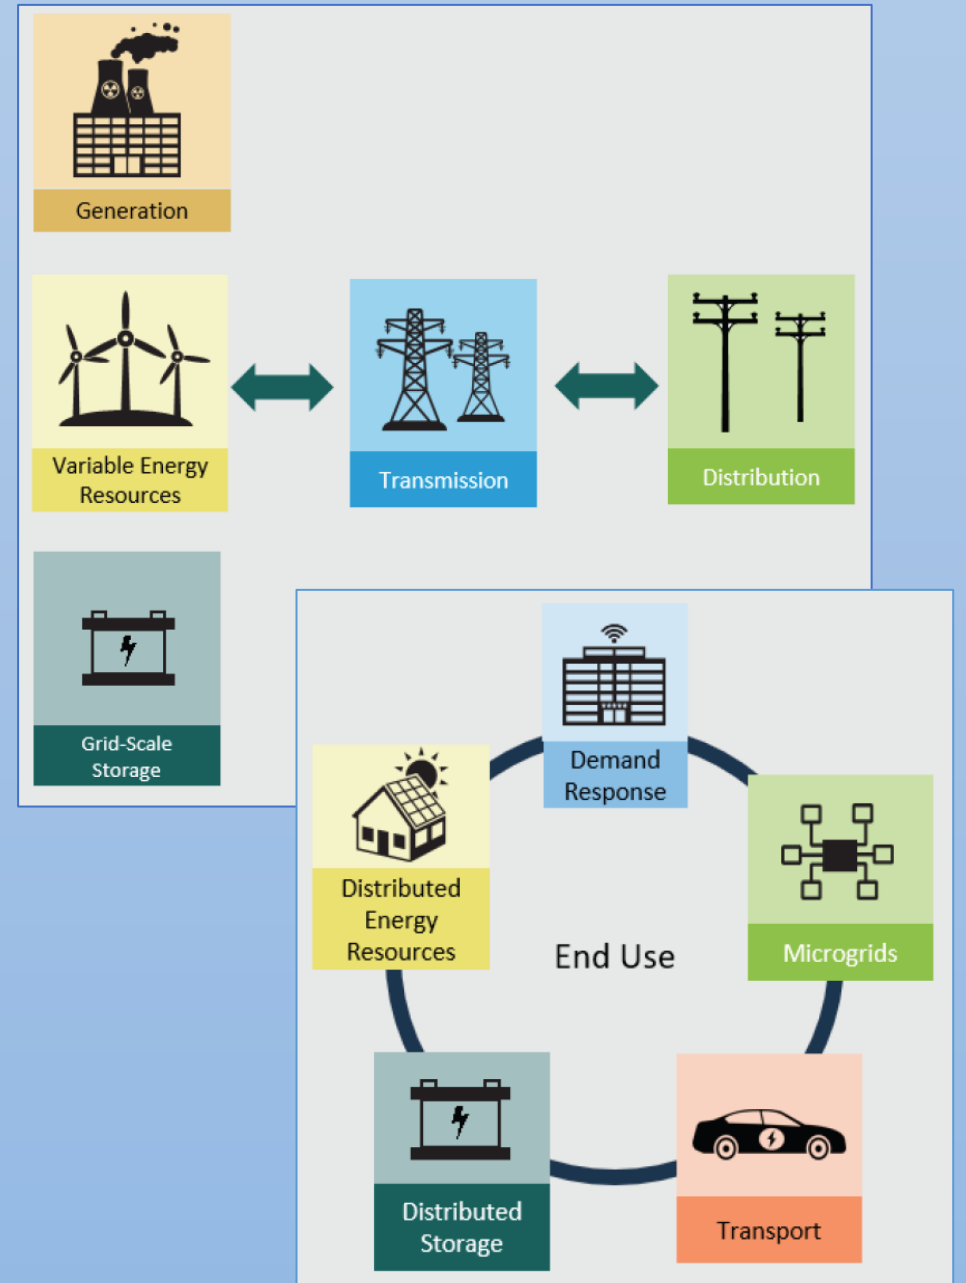 Generation
Variable Energy
Resources
Transmission
Distribution
Grid-Scale
Storage
Demand
Response
Distributed
Energy
Resources
Microgrids
End Use
Distributed
Storage
Transport